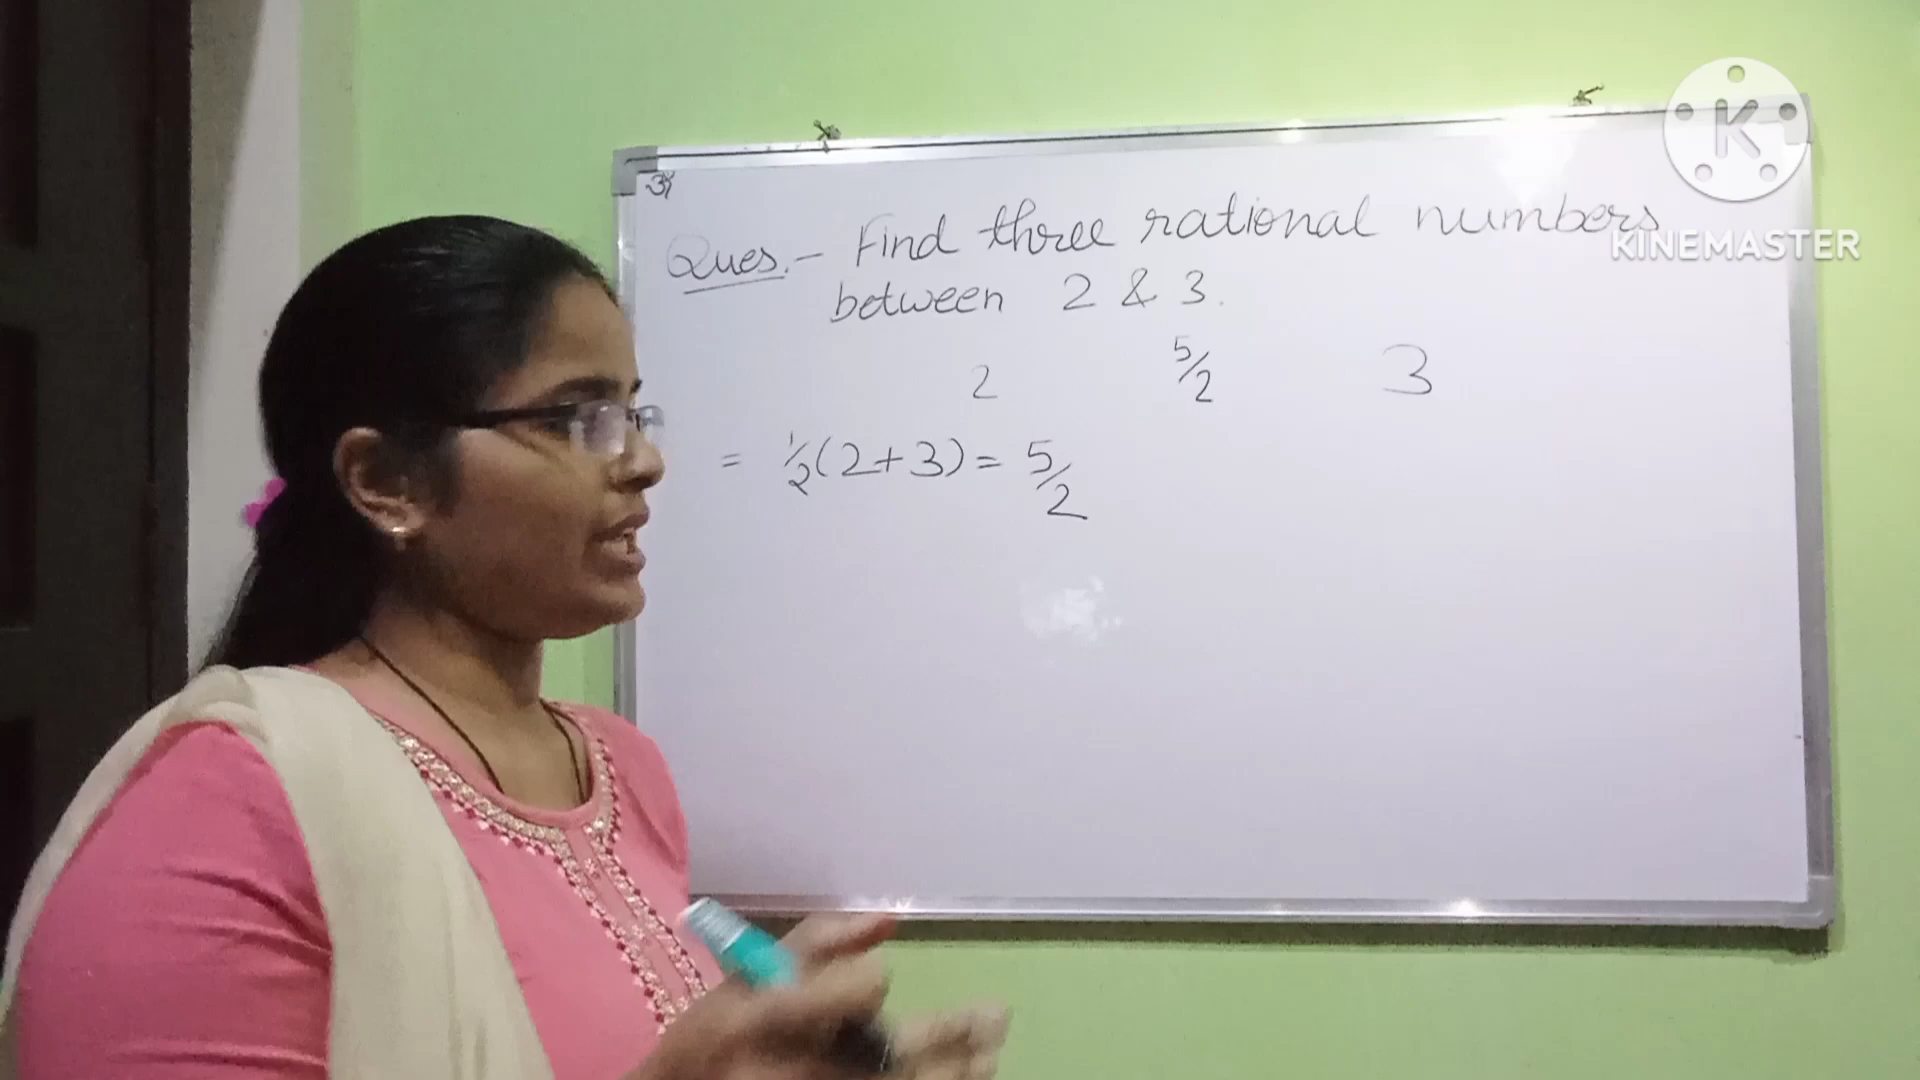 ॐ
Ques.- Find three rational numbers
between 2 & 3.
2 5/2 3
= 1/2(2+3) = 5/2
K
KINEMASTER